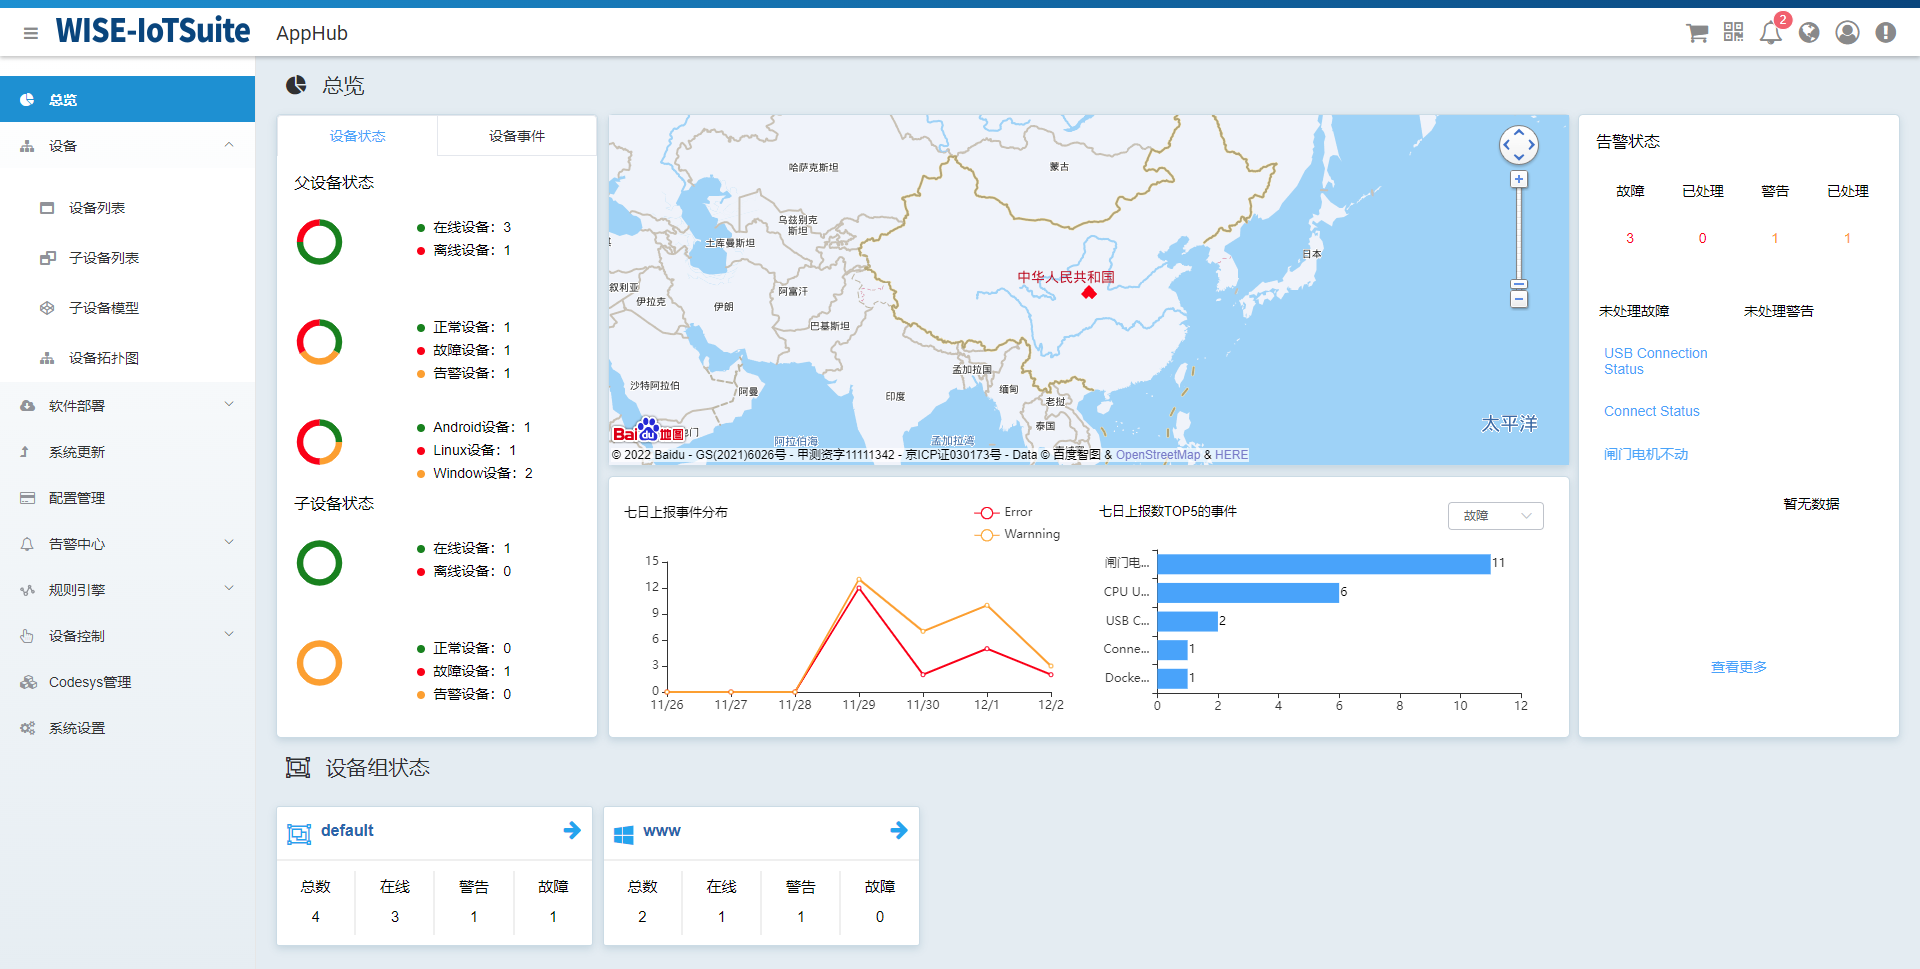 WISE-IoTSuite
AppHub
2
总览
设备
设备列表
子设备列表
子设备模型
设备拓扑图
软件部署
系统更新
配置管理
告警中心
规则引擎
设备控制
Codesys管理
系统设置
总览
设备状态
设备事件
父设备状态
在线设备：3
离线设备：1
正常设备：1
故障设备：1
告警设备：1
Android设备：1
Linux设备：1
Window设备：2
子设备状态
在线设备：1
离线设备：0
正常设备：0
故障设备：1
告警设备：0
哈萨克斯坦
蒙古
乌兹别克
斯坦
土库曼斯坦
日本
中华人民共和国
叙利亚
伊拉克
伊朗
阿富汗
巴基斯坦
沙特阿拉伯
阿曼
印度
孟加拉国
缅甸
老挝
泰国
太平洋
阿拉伯海
孟加拉湾
Bai du 地图
© 2022 Baidu - GS(2021)6026号 - 甲测资字11111342 - 京ICP证030173号 - Data © 百度智图 & OpenStreetMap & HERE
七日上报事件分布
Error
Warnning
15
12
9
6
3
0
11/26 11/27 11/28 11/29 11/30 12/1 12/2
七日上报数TOP5的事件
故障
闸门电... 11
CPU U... 6
USB C... 2
Conne... 1
Docke... 1
0 2 4 6 8 10 12
告警状态
故障 已处理 警告 已处理
3 0 1 1
未处理故障 未处理警告
USB Connection
Status
Connect Status
闸门电机不动
暂无数据
查看更多
设备组状态
default
总数 在线 警告 故障
4 3 1 1
www
总数 在线 警告 故障
2 1 1 0